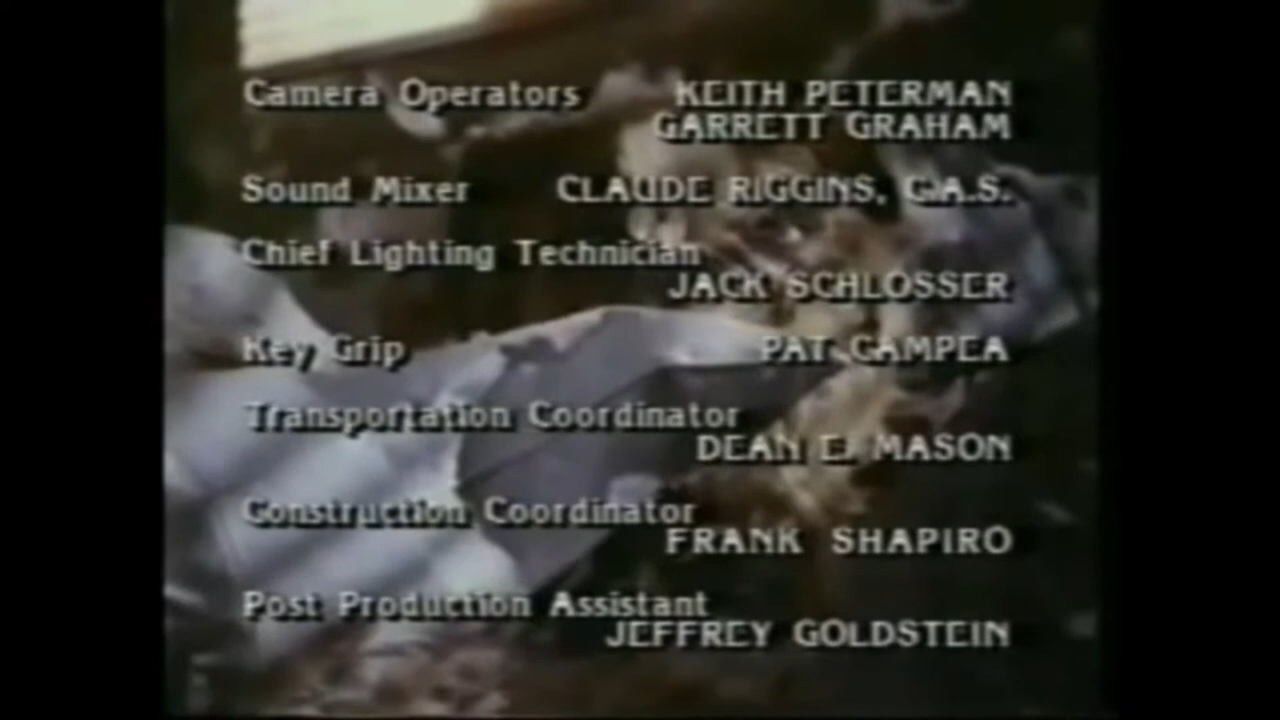 Camera Operators KEITH PETERMAN
GARRETT GRAHAM
Sound Mixer CLAUDE RIGGINS, C.A.S.
Chief Lighting Technician
JACK SCHLOSSER
Key Grip PAT CAMPEA
Transportation Coordinator
DEAN E. MASON
Construction Coordinator
FRANK SHAPIRO
Post Production Assistant
JEFFREY GOLDSTEIN